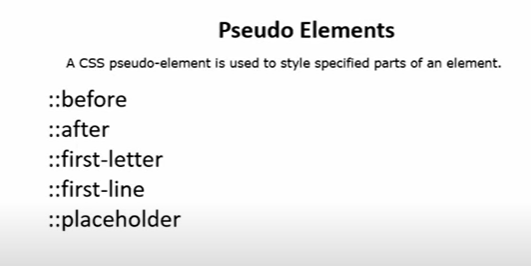 Pseudo Elements
A CSS pseudo-element is used to style specified parts of an element.
::before
::after
::first-letter
::first-line
::placeholder